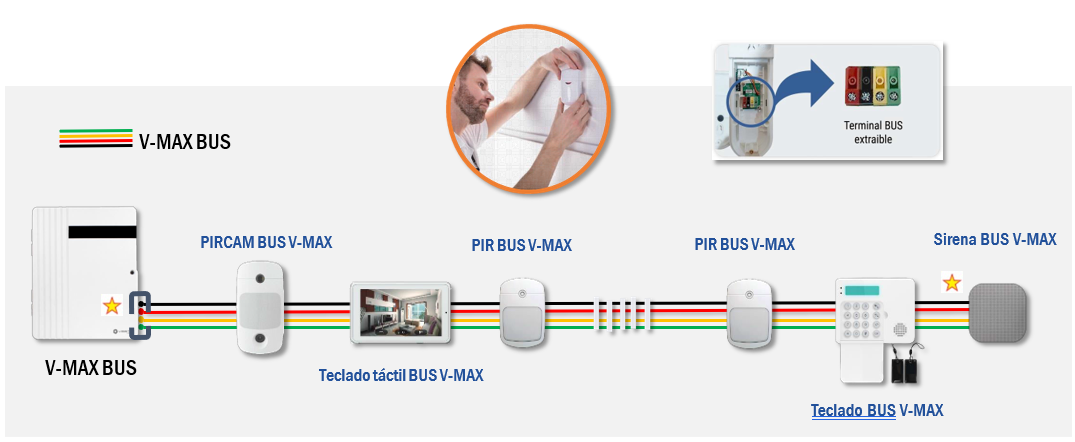 Terminal BUS
extraible
V-MAX BUS
PIRCAM BUS V-MAX
PIR BUS V-MAX
PIR BUS V-MAX
Sirena BUS V-MAX
V-MAX BUS
Teclado táctil BUS V-MAX
Teclado BUS V-MAX